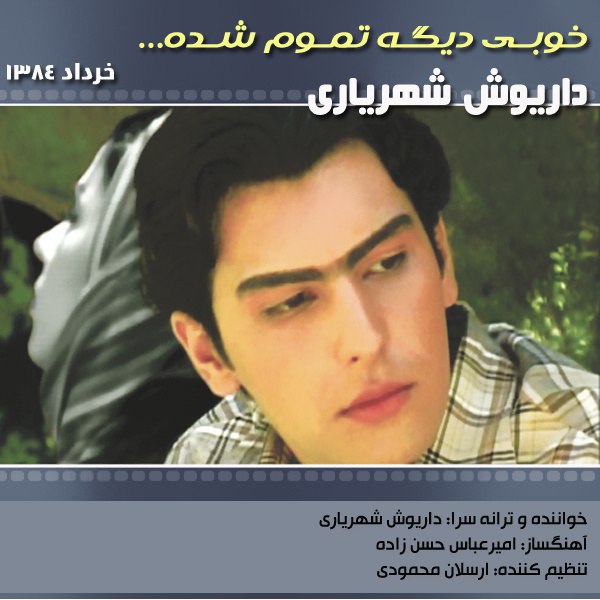 خوبی دیگه تموم شده...
خرداد ۱۳۸۴
داریوش شهریاری
خواننده و ترانه سرا: داریوش شهریاری
آهنگساز: امیرعباس حسن زاده
تنظیم کننده: ارسلان محمودی